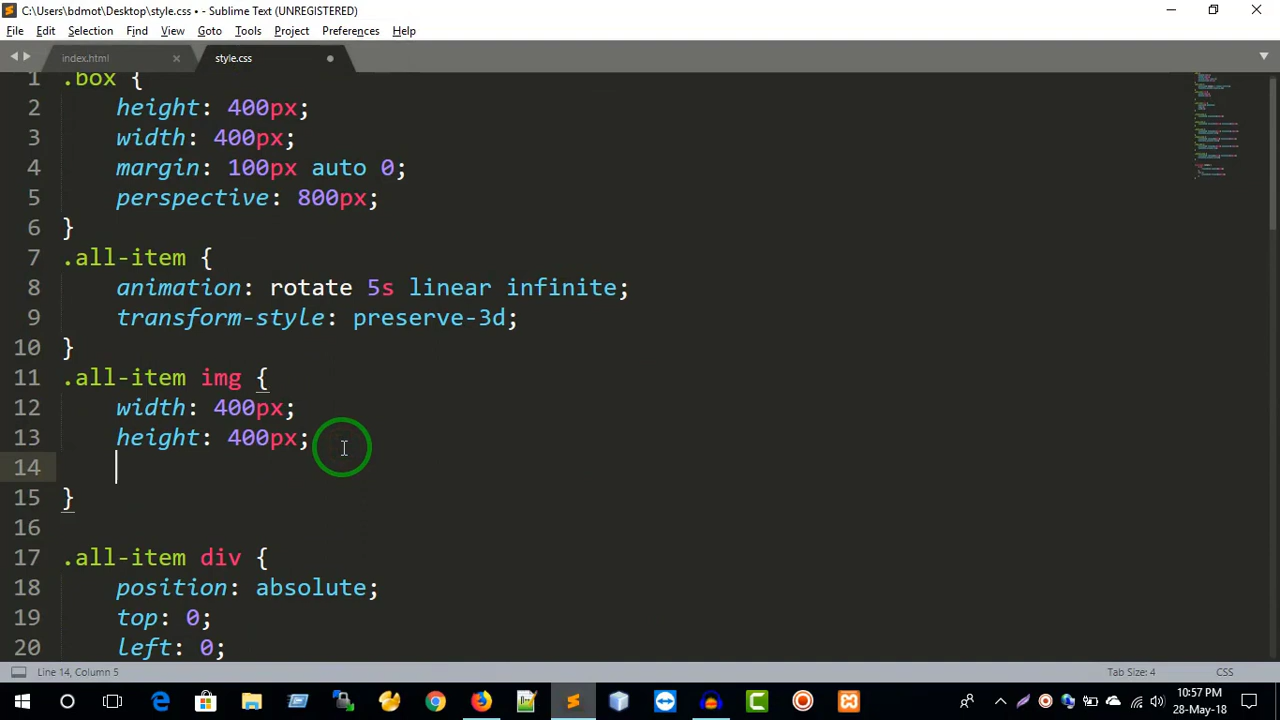 C:\Users\bdmot\Desktop\style.css • - Sublime Text (UNREGISTERED)
File Edit Selection Find View Goto Tools Project Preferences Help
index.html style.css
1 .box {
2 height: 400px;
3 width: 400px;
4 margin: 100px auto 0;
5 perspective: 800px;
6 }
7 .all-item {
8 animation: rotate 5s linear infinite;
9 transform-style: preserve-3d;
10 }
11 .all-item img {
12 width: 400px;
13 height: 400px;
14
15 }
16
17 .all-item div {
18 position: absolute;
19 top: 0;
20 left: 0;
Line 14, Column 5 Tab Size: 4 CSS
10:57 PM
28-May-18